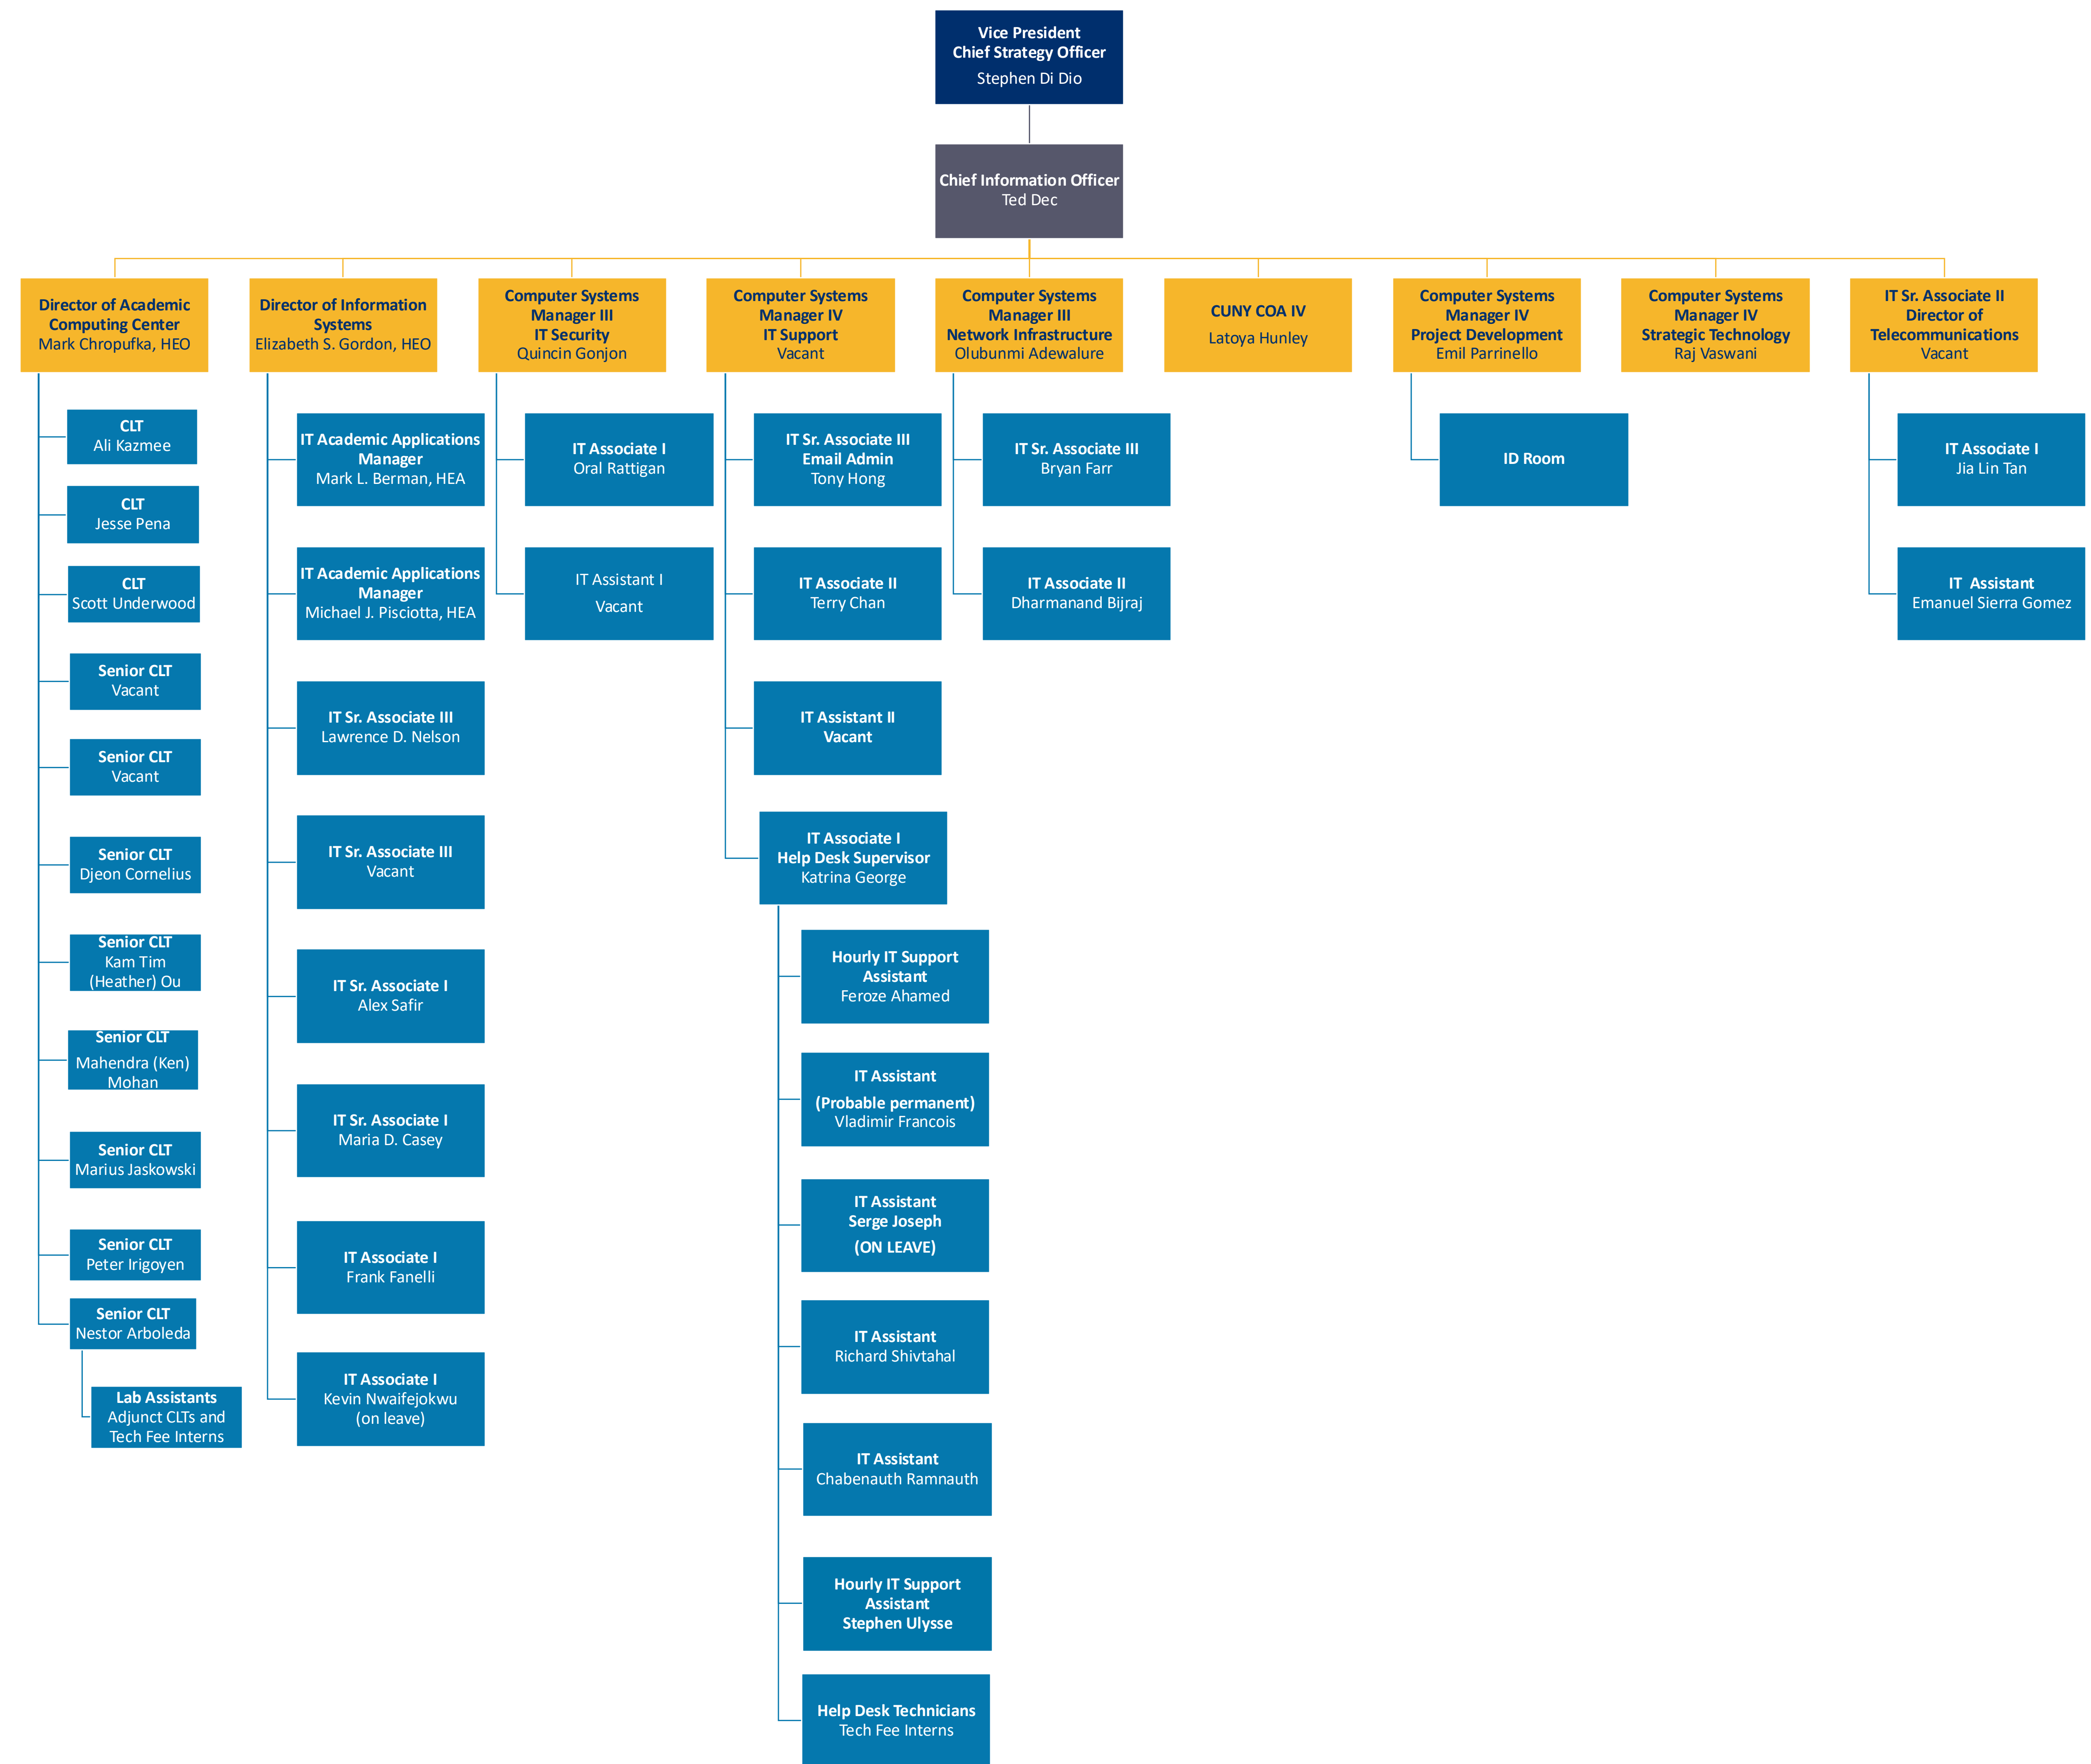 Vice President
Chief Strategy Officer
Stephen Di Dio
Chief Information Officer
Ted Dec
Director of Academic
Computing Center
Mark Chropufka, HEO
Director of Information
Systems
Elizabeth S. Gordon, HEO
Computer Systems
Manager III
IT Security
Quincin Gonjon
Computer Systems
Manager IV
IT Support
Vacant
Computer Systems
Manager III
Network Infrastructure
Olubunmi Adewalure
CUNY COA IV
Latoya Hunley
Computer Systems
Manager IV
Project Development
Emil Parrinello
Computer Systems
Manager IV
Strategic Technology
Raj Vaswani
IT Sr. Associate II
Director of
Telecommunications
Vacant
CLT
Ali Kazmee
CLT
Jesse Pena
CLT
Scott Underwood
Senior CLT
Vacant
Senior CLT
Vacant
Senior CLT
Djeon Cornelius
Senior CLT
Kam Tim
(Heather) Ou
Senior CLT
Mahendra (Ken)
Mohan
Senior CLT
Marius Jaskowski
Senior CLT
Peter Irigoyen
Senior CLT
Nestor Arboleda
Lab Assistants
Adjunct CLTs and
Tech Fee Interns
IT Academic Applications
Manager
Mark L. Berman, HEA
IT Academic Applications
Manager
Michael J. Pisciotta, HEA
IT Sr. Associate III
Lawrence D. Nelson
IT Sr. Associate III
Vacant
IT Sr. Associate I
Alex Safir
IT Sr. Associate I
Maria D. Casey
IT Associate I
Frank Fanelli
IT Associate I
Kevin Nwaifejokwu
(on leave)
IT Associate I
Oral Rattigan
IT Assistant I
Vacant
IT Sr. Associate III
Email Admin
Tony Hong
IT Associate II
Terry Chan
IT Assistant II
Vacant
IT Associate I
Help Desk Supervisor
Katrina George
Hourly IT Support
Assistant
Feroze Ahamed
IT Assistant
(Probable permanent)
Vladimir Francois
IT Assistant
Serge Joseph
(ON LEAVE)
IT Assistant
Richard Shivtahal
IT Assistant
Chabenauth Ramnauth
Hourly IT Support
Assistant
Stephen Ulysse
Help Desk Technicians
Tech Fee Interns
IT Sr. Associate III
Bryan Farr
IT Associate II
Dharmanand Bijraj
ID Room
IT Associate I
Jia Lin Tan
IT  Assistant
Emanuel Sierra Gomez